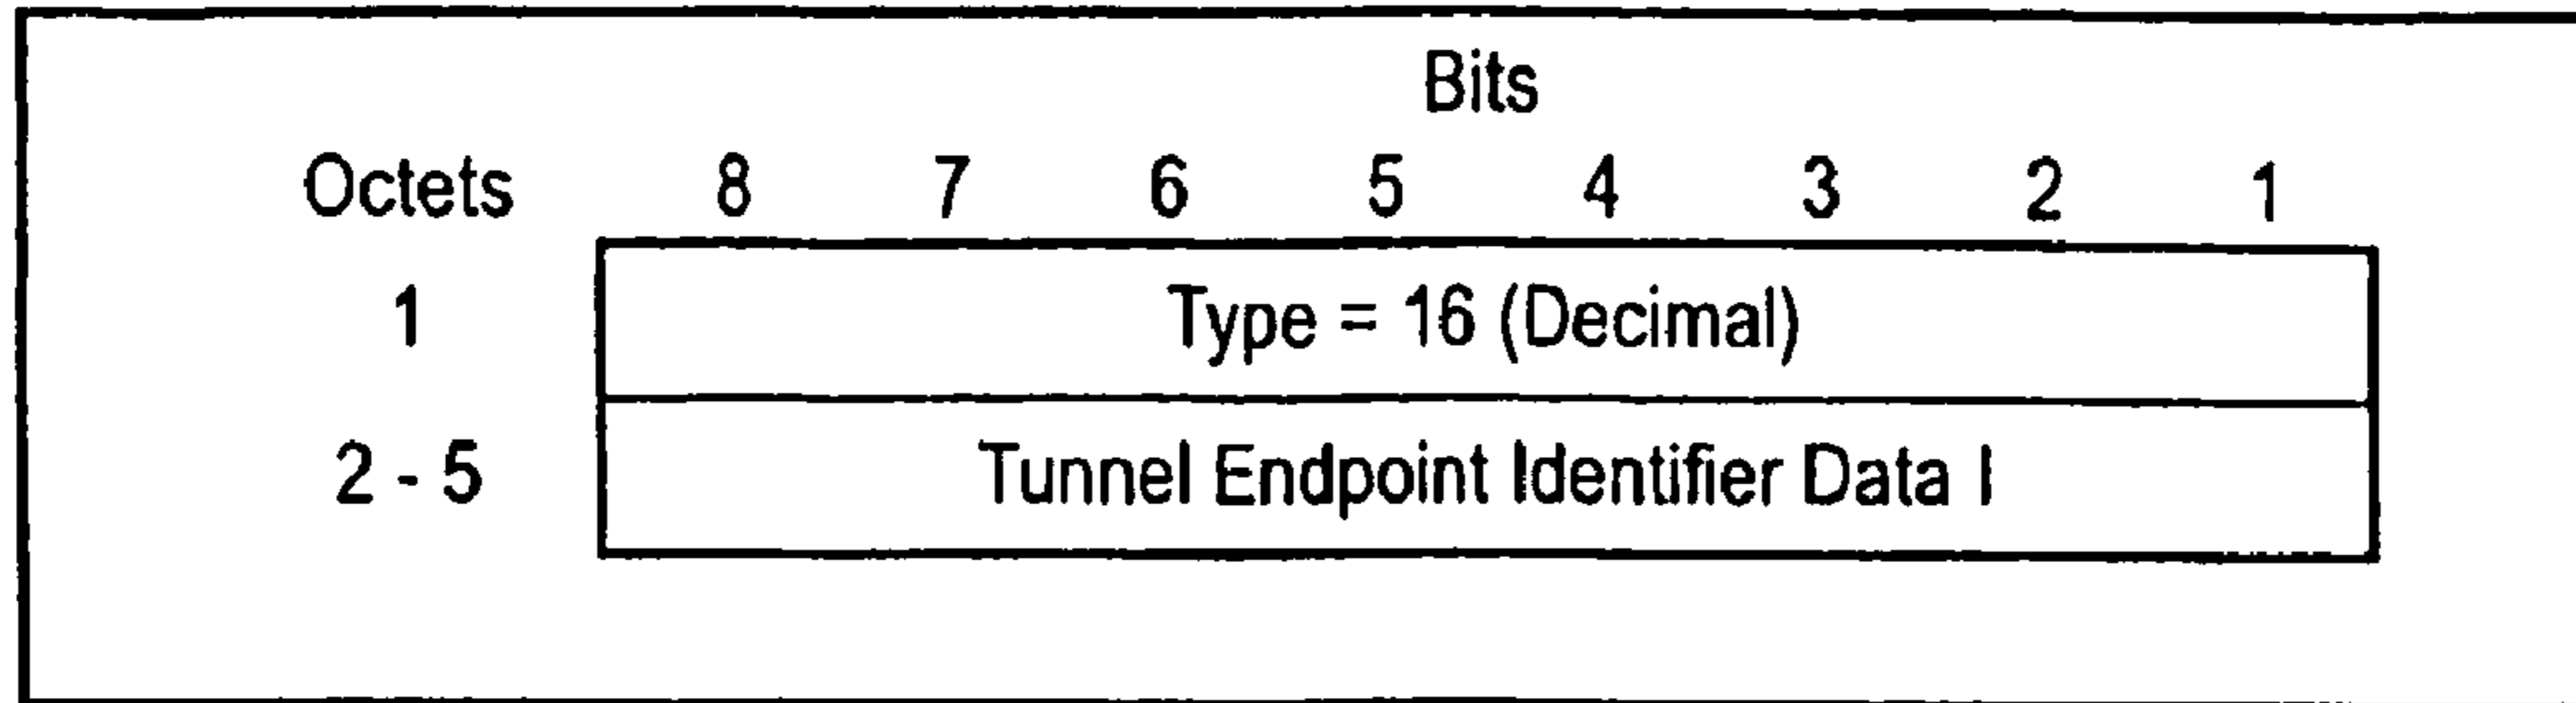 Bits
Octets 8 7 6 5 4 3 2 1
1 Type = 16 (Decimal)
2 - 5 Tunnel Endpoint Identifier Data I